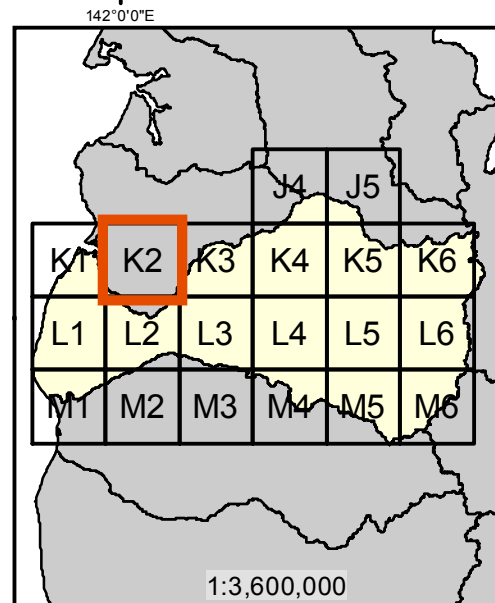 142°0'0"E
J4 J5
K1 K2 K3 K4 K5 K6
L1 L2 L3 L4 L5 L6
M1 M2 M3 M4 M5 M6
1:3,600,000